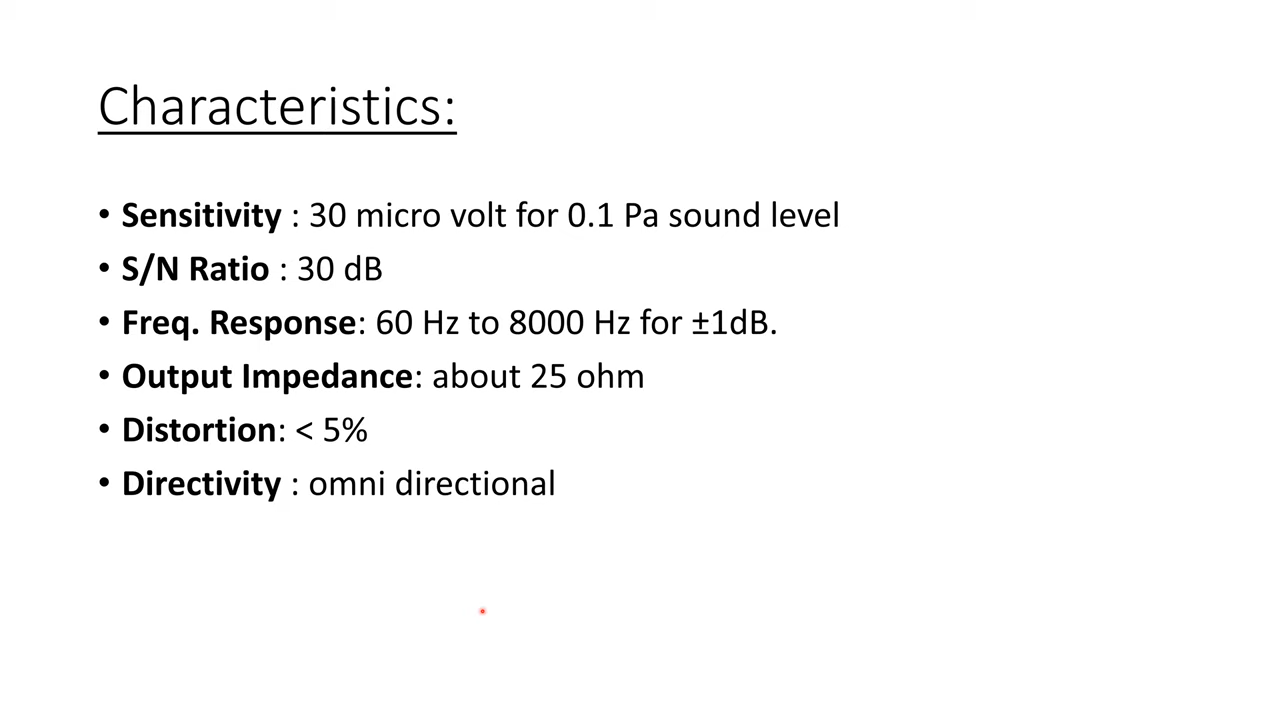 Characteristics:
• Sensitivity : 30 micro volt for 0.1 Pa sound level
• S/N Ratio : 30 dB
• Freq. Response: 60 Hz to 8000 Hz for ±1dB.
• Output Impedance: about 25 ohm
• Distortion: < 5%
• Directivity : omni directional